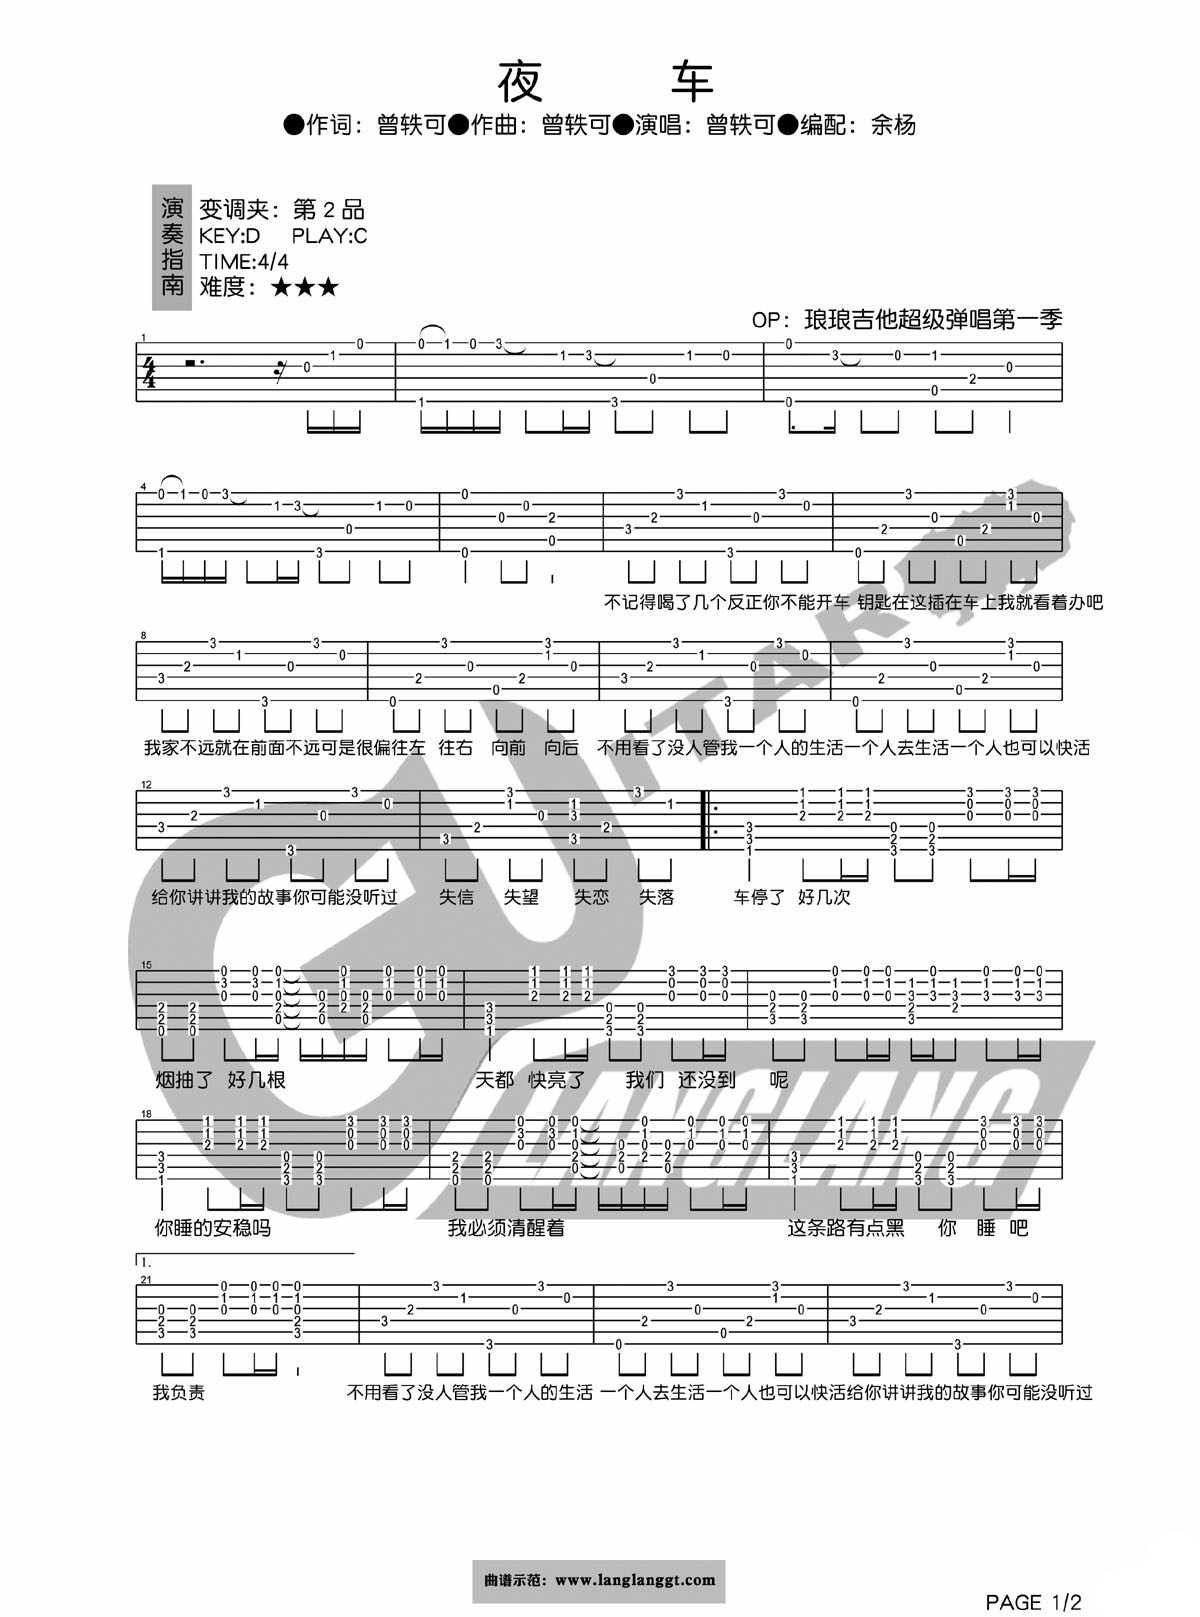 夜 车
●作词：曾轶可●作曲：曾轶可●演唱：曾轶可●编配：余杨
演奏指南
变调夹：第 2 品
KEY:D PLAY:C
TIME:4/4
难度：★★★
OP：琅琅吉他超级弹唱第一季
不记得喝了几个反正你不能开车 钥匙在这插在车上我就看着办吧
我家不远就在前面不远可是很偏往左 往右 向前 向后 不用看了没人管我一个人的生活一个人去生活一个人也可以快活
给你讲讲我的故事你可能没听过 失信 失望 失恋 失落 车停了 好几次
烟抽了 好几根 天都 快亮了 我们 还没到 呢
你睡的安稳吗 我必须清醒着 这条路有点黑 你 睡 吧
1.
我负责 不用看了没人管我一个人的生活 一个人去生活一个人也可以快活给你讲讲我的故事你可能没听过
GUITAR
LANGLANG
曲谱示范：www.langlanggt.com
PAGE 1/2